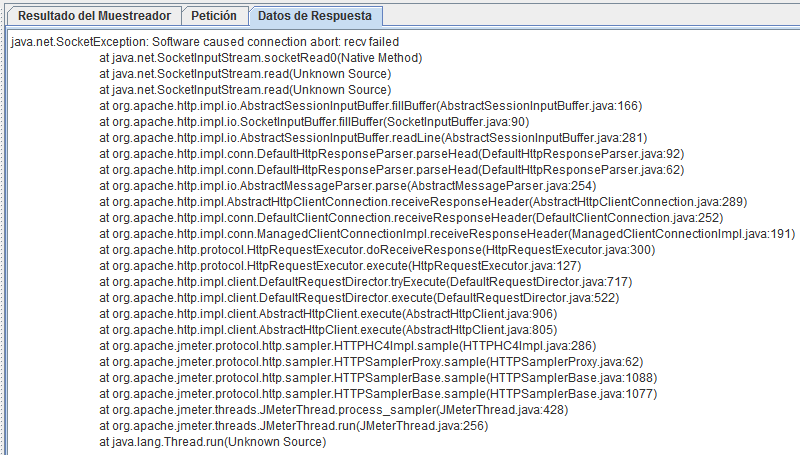 Resultado del Muestreador Petición Datos de Respuesta
java.net.SocketException: Software caused connection abort: recv failed
at java.net.SocketInputStream.socketRead0(Native Method)
at java.net.SocketInputStream.read(Unknown Source)
at java.net.SocketInputStream.read(Unknown Source)
at org.apache.http.impl.io.AbstractSessionInputBuffer.fillBuffer(AbstractSessionInputBuffer.java:166)
at org.apache.http.impl.io.SocketInputBuffer.fillBuffer(SocketInputBuffer.java:90)
at org.apache.http.impl.io.AbstractSessionInputBuffer.readLine(AbstractSessionInputBuffer.java:281)
at org.apache.http.impl.conn.DefaultHttpResponseParser.parseHead(DefaultHttpResponseParser.java:92)
at org.apache.http.impl.conn.DefaultHttpResponseParser.parseHead(DefaultHttpResponseParser.java:62)
at org.apache.http.impl.io.AbstractMessageParser.parse(AbstractMessageParser.java:254)
at org.apache.http.impl.AbstractHttpClientConnection.receiveResponseHeader(AbstractHttpClientConnection.java:289)
at org.apache.http.impl.conn.DefaultClientConnection.receiveResponseHeader(DefaultClientConnection.java:252)
at org.apache.http.impl.conn.ManagedClientConnectionImpl.receiveResponseHeader(ManagedClientConnectionImpl.java:191)
at org.apache.http.protocol.HttpRequestExecutor.doReceiveResponse(HttpRequestExecutor.java:300)
at org.apache.http.protocol.HttpRequestExecutor.execute(HttpRequestExecutor.java:127)
at org.apache.http.impl.client.DefaultRequestDirector.tryExecute(DefaultRequestDirector.java:717)
at org.apache.http.impl.client.DefaultRequestDirector.execute(DefaultRequestDirector.java:522)
at org.apache.http.impl.client.AbstractHttpClient.execute(AbstractHttpClient.java:906)
at org.apache.http.impl.client.AbstractHttpClient.execute(AbstractHttpClient.java:805)
at org.apache.jmeter.protocol.http.sampler.HTTPHC4Impl.sample(HTTPHC4Impl.java:286)
at org.apache.jmeter.protocol.http.sampler.HTTPSamplerProxy.sample(HTTPSamplerProxy.java:62)
at org.apache.jmeter.protocol.http.sampler.HTTPSamplerBase.sample(HTTPSamplerBase.java:1088)
at org.apache.jmeter.protocol.http.sampler.HTTPSamplerBase.sample(HTTPSamplerBase.java:1077)
at org.apache.jmeter.threads.JMeterThread.process_sampler(JMeterThread.java:428)
at org.apache.jmeter.threads.JMeterThread.run(JMeterThread.java:256)
at java.lang.Thread.run(Unknown Source)